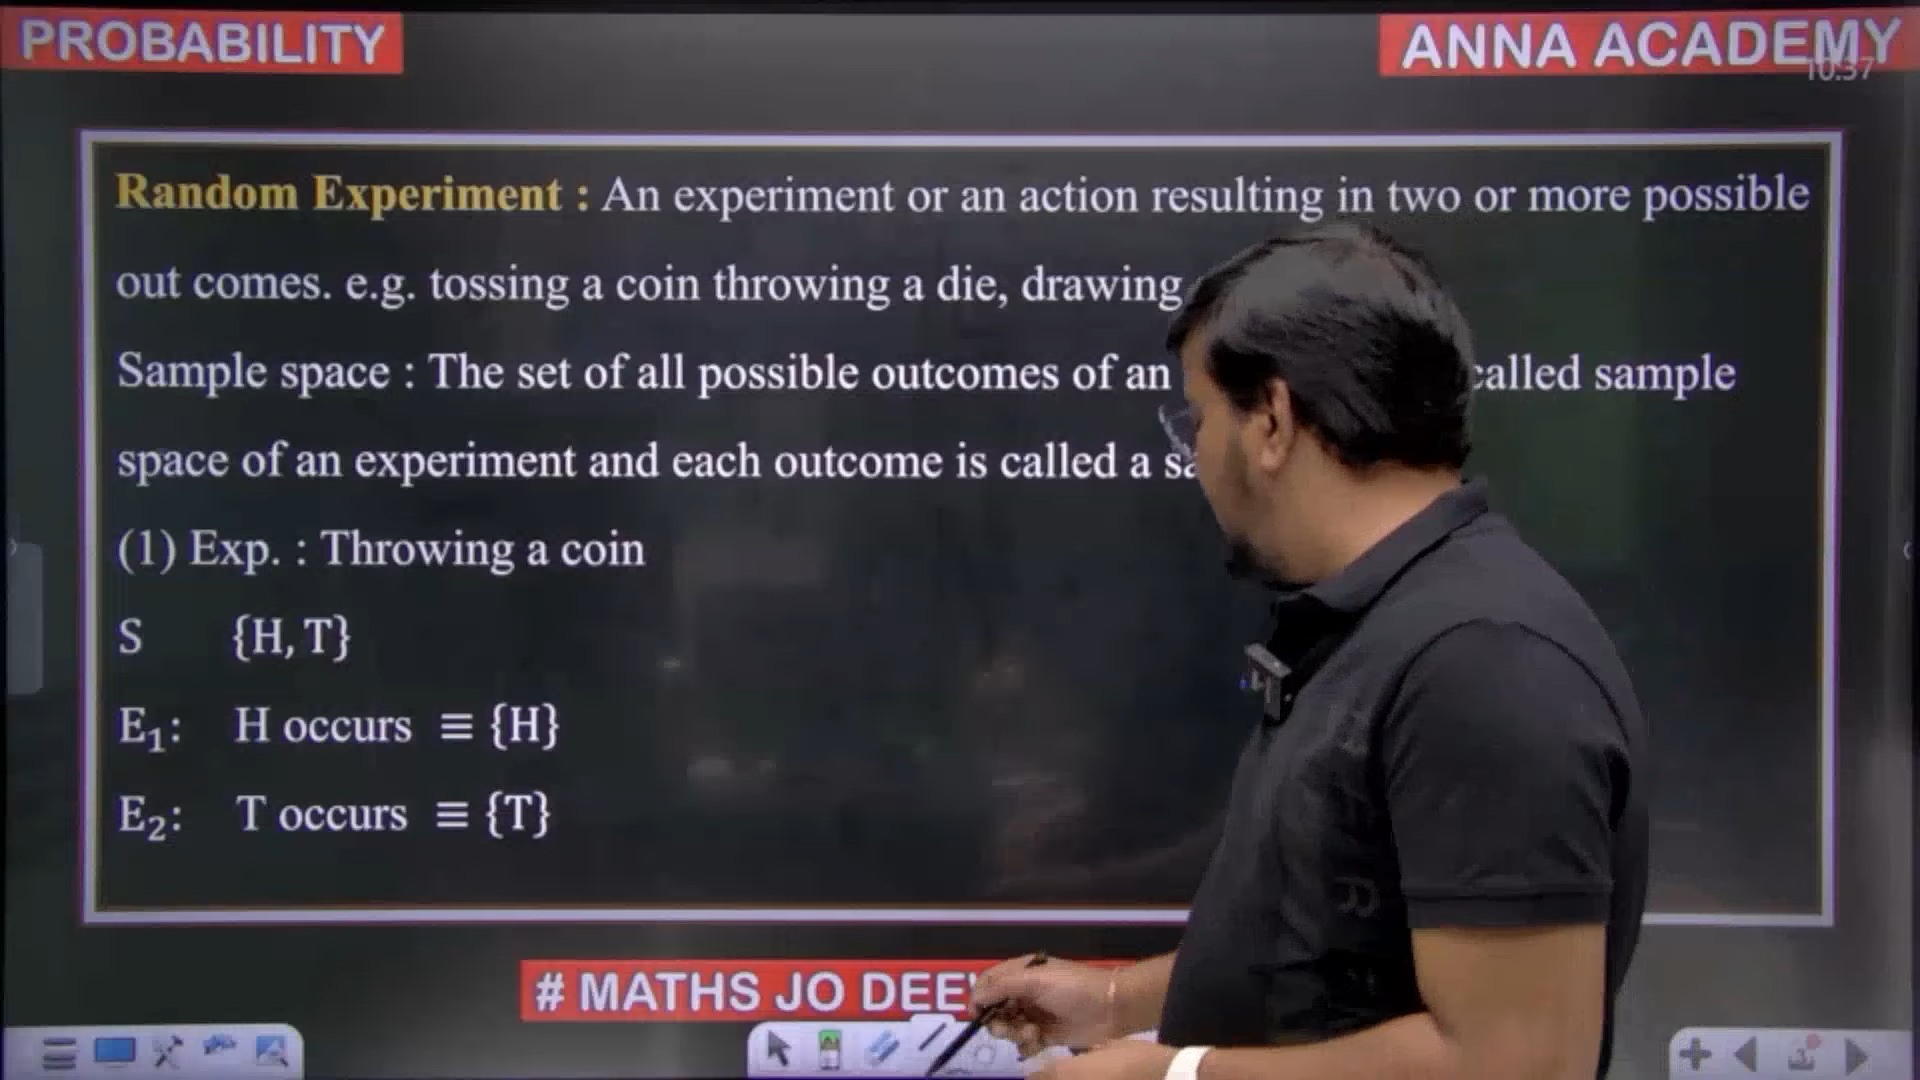 PROBABILITY
ANNA ACADEMY
10:37
Random Experiment : An experiment or an action resulting in two or more possible
out comes. e.g. tossing a coin throwing a die, drawing
Sample space : The set of all possible outcomes of an called sample
space of an experiment and each outcome is called a
(1) Exp. : Throwing a coin
S {H, T}
E₁: H occurs ≡ {H}
E₂: T occurs ≡ {T}
# MATHS JO